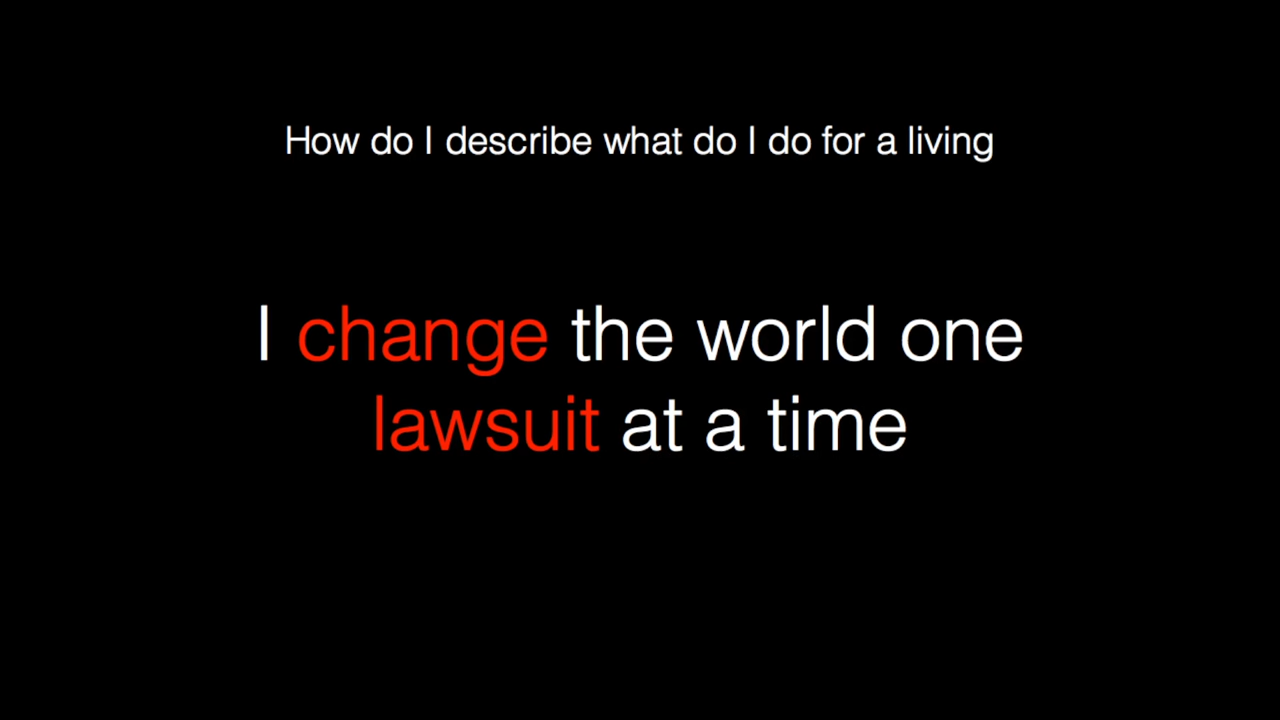 How do I describe what do I do for a living
I change the world one
lawsuit at a time